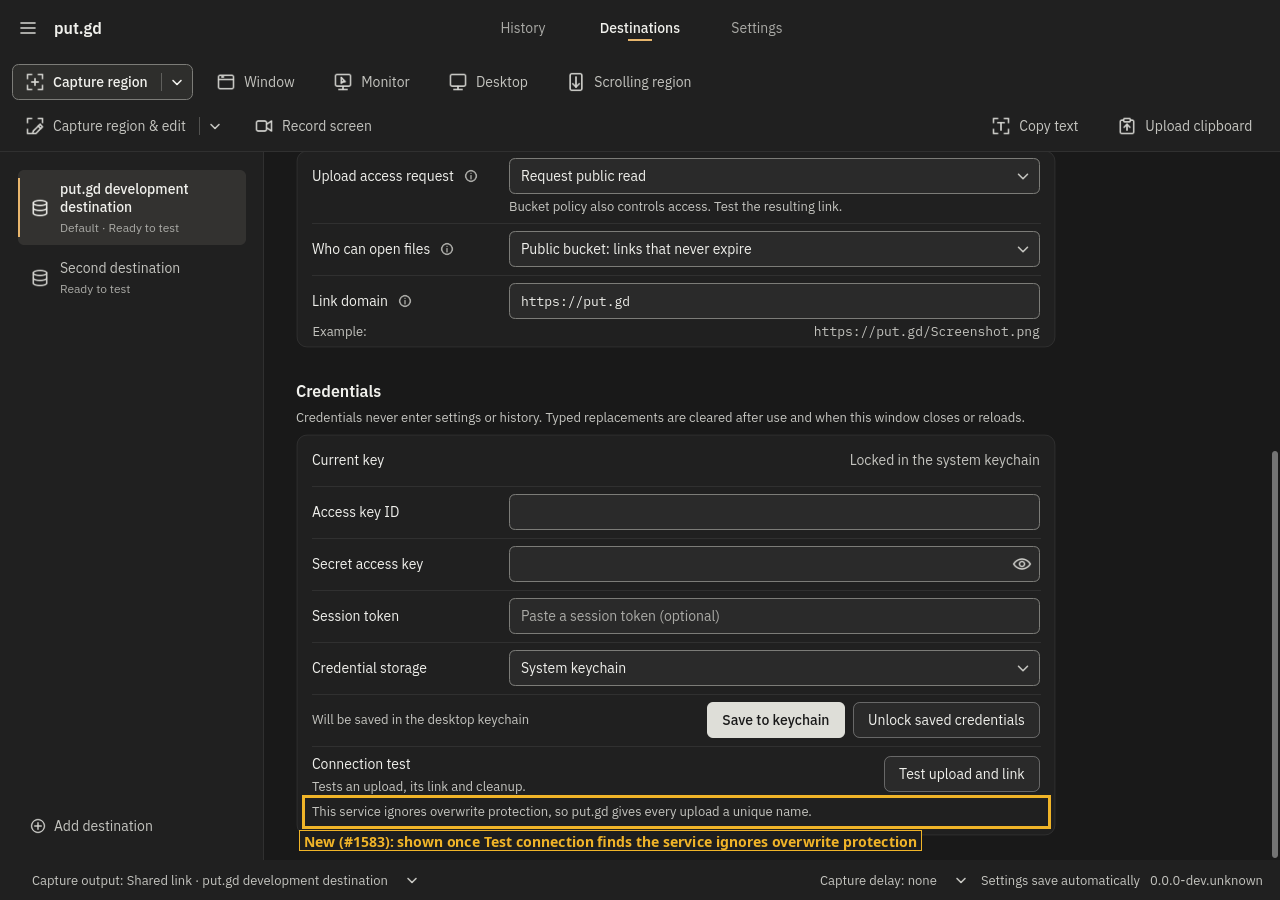 put.gd
History
Destinations
Settings
Capture region
Window
Monitor
Desktop
Scrolling region
Capture region & edit
Record screen
Copy text
Upload clipboard
put.gd development
destination
Default · Ready to test
Second destination
Ready to test
Add destination
Upload access request
Request public read
Bucket policy also controls access. Test the resulting link.
Who can open files
Public bucket: links that never expire
Link domain
https://put.gd
Example:
https://put.gd/Screenshot.png
Credentials
Credentials never enter settings or history. Typed replacements are cleared after use and when this window closes or reloads.
Current key
Locked in the system keychain
Access key ID
Secret access key
Session token
Paste a session token (optional)
Credential storage
System keychain
Will be saved in the desktop keychain
Save to keychain
Unlock saved credentials
Connection test
Tests an upload, its link and cleanup.
Test upload and link
This service ignores overwrite protection, so put.gd gives every upload a unique name.
New (#1583): shown once Test connection finds the service ignores overwrite protection
Capture output: Shared link · put.gd development destination
Capture delay: none
Settings save automatically
0.0.0-dev.unknown